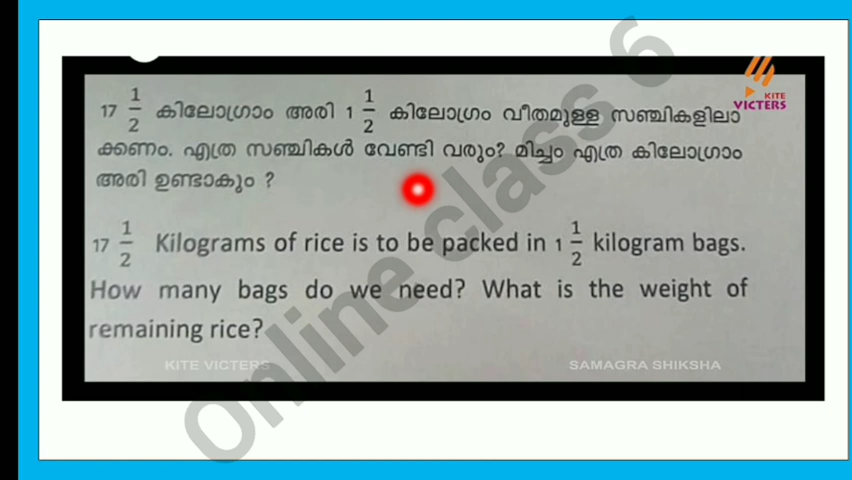 KITE
VICTERS
17 1/2 കിലോഗ്രാം അരി 1 1/2 കിലോഗ്രം വീതമുള്ള സഞ്ചികളിലാ
ക്കണം. എത്ര സഞ്ചികൾ വേണ്ടി വരും? മിച്ചം എത്ര കിലോഗ്രാം
അരി ഉണ്ടാകും ?
17 1/2 Kilograms of rice is to be packed in 1 1/2 kilogram bags.
How many bags do we need? What is the weight of
remaining rice?
KITE VICTERS SAMAGRA SHIKSHA
Online class 6